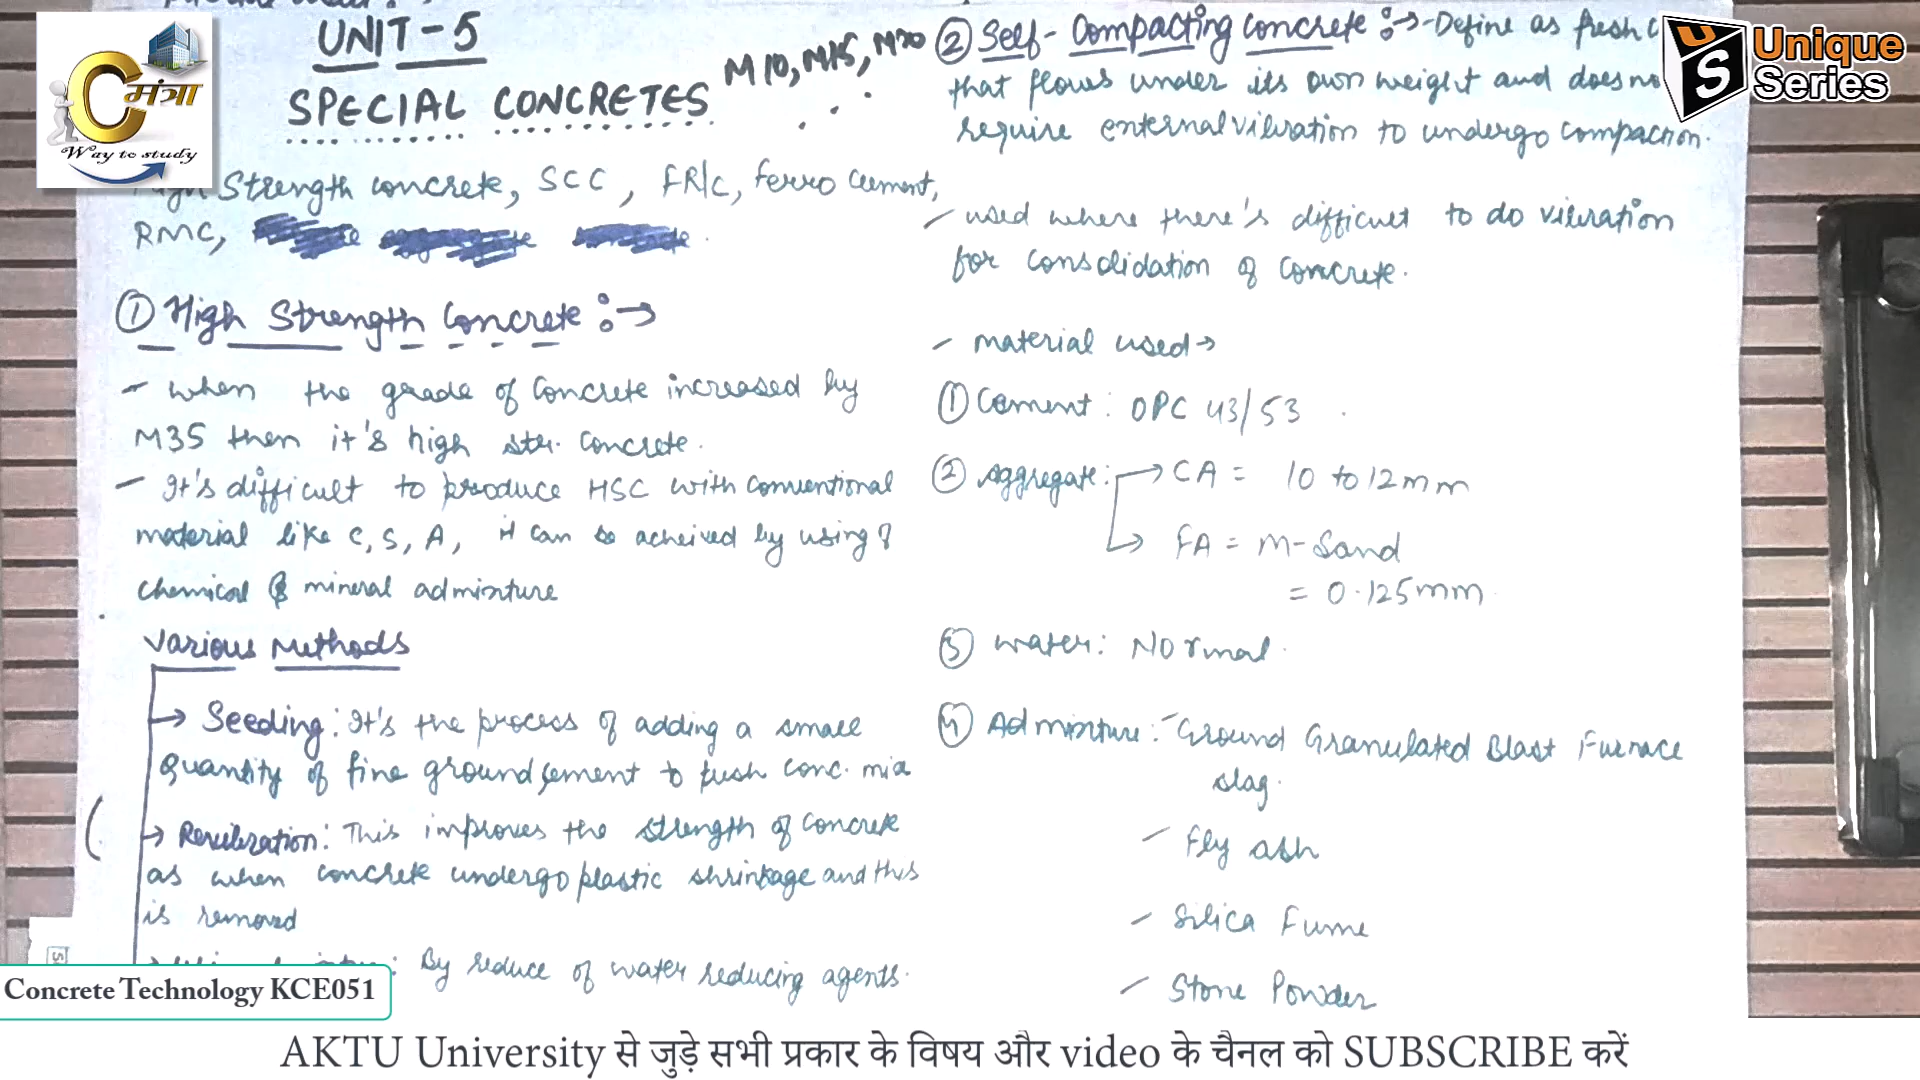 UNIT-5
SPECIAL CONCRETES
M10, M15, M20
Strength concrete, SCC, FR/C, Ferro Cement,
RMC,
① High Strength Concrete :→
- when the grade of Concrete increased by
M35 then it's high str. Concrete.
- It's difficult to produce HSC with conventional
material like C, S, A, it can be acheived by using of
chemical & mineral admixture
Various Methods
→ Seeding: It's the process of adding a small
quantity of fine ground cement to fresh conc. mix
→ Revibration: This improves the strength of concrete
as when concrete undergo plastic shrinkage and this
is removed
: By reduce of water reducing agents.
② Self-Compacting Concrete :→ Define as fresh
that flows under its own weight and does
require external vibration to undergo compaction.
- used where there's difficult to do vibration
for consolidation of concrete.
- material used →
① Cement: OPC 43/53
② Aggregate: → CA = 10 to 12mm
→ FA = M-Sand
= 0.125mm
③ Water: Normal.
④ Admixture: - Ground Granulated Blast Furnace
slag.
- Fly ash
- Silica Fume
- Stone Powder
C मंत्रा
Way to study
US
Unique
Series
Concrete Technology KCE051
AKTU University से जुड़े सभी प्रकार के विषय और video के चैनल को SUBSCRIBE करें